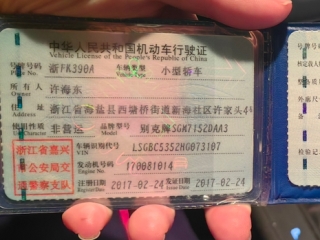 中华人民共和国机动车行驶证
Vehicle License of the People's Republic of China
号牌号码 浙FK390A 车辆类型 小型轿车
Plate No. Vehicle Type
所有人 许海东
Owner
住址 浙江省海盐县西塘桥街道新海社区许家头4
Address
使用性质 非营运 品牌型号 别克牌SGK7152DAA3
浙江省嘉兴市公安局交通警察支队
车辆识别代号 LSGBC5352HG073107
VIN
发动机号码 170081014
Engine No.
注册日期 2017-02-24 发证日期 2017-02-24
Register Date Issue Date